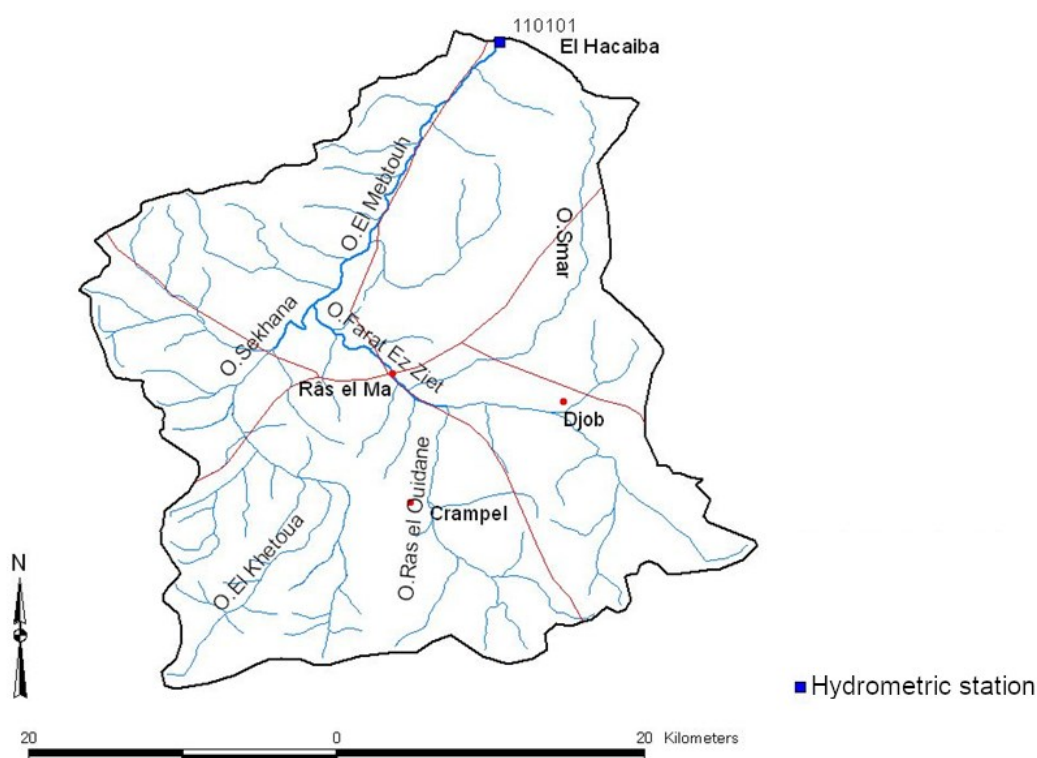 110101
El Hacaiba
O.El Mebtouh
O.Smar
O.Sekhana
O.Farat Ez Ziet
Râs el Ma
Djob
O.Ras el Ouidane
Crampel
O.El Khetoua
N
Hydrometric station
20 0 20 Kilometers